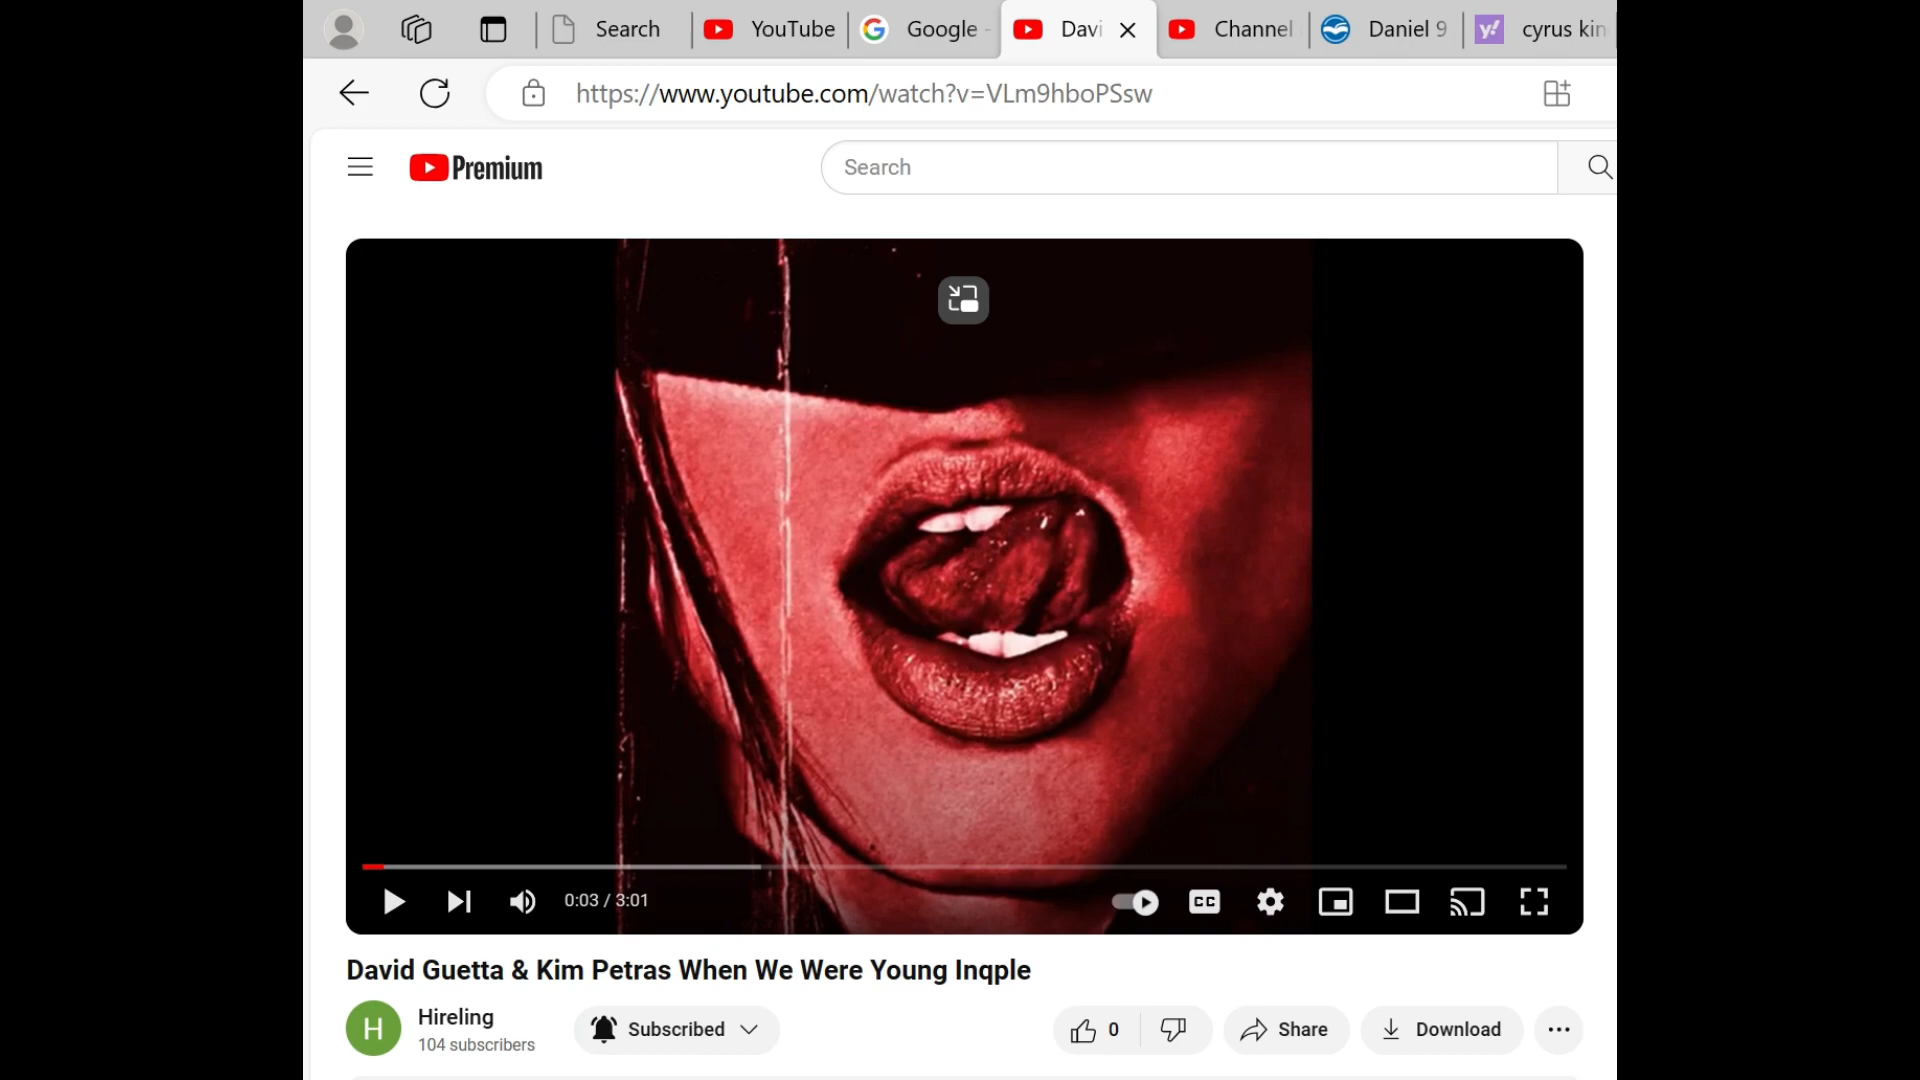 Search
YouTube
Google -
Davi
Channel
Daniel 9
cyrus kin
https://www.youtube.com/watch?v=VLm9hboPSsw
Premium
Search
0:03 / 3:01
CC
David Guetta & Kim Petras When We Were Young Inqple
H
Hireling
104 subscribers
Subscribed
0
Share
Download